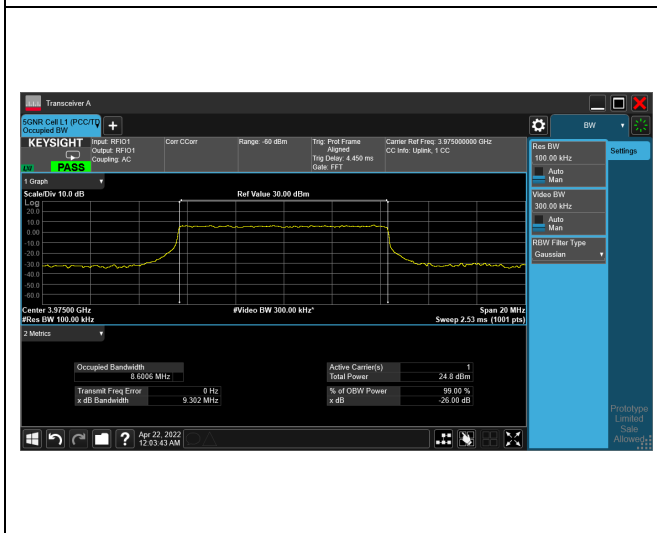 Transceiver A
5GNR Cell L1 (PCC/TD
Occupied BW
+
BW
KEYSIGHT
Input: RFIO1
Output: RFIO1
Coupling: AC
Corr CCorr
Range: -60 dBm
Trig: Prot Frame
Aligned
Trig Delay: 4.450 ms
Gate: FFT
Carrier Ref Freq: 3.975000000 GHz
CC Info: Uplink, 1 CC
PASS
Res BW
100.00 kHz
Auto
Man
Video BW
300.00 kHz
Auto
Man
RBW Filter Type
Gaussian
Settings
1 Graph
Scale/Div 10.0 dB
Ref Value 30.00 dBm
Log
20.0
10.0
0.00
-10.0
-20.0
-30.0
-40.0
-50.0
-60.0
Center 3.97500 GHz
#Video BW 300.00 kHz*
Span 20 MHz
#Res BW 100.00 kHz
Sweep 2.53 ms (1001 pts)
2 Metrics
Occupied Bandwidth
8.6006 MHz
Transmit Freq Error 0 Hz
x dB Bandwidth 9.302 MHz
Active Carrier(s) 1
Total Power 24.8 dBm
% of OBW Power 99.00 %
x dB -26.00 dB
Prototype
Limited
Sale
Allowed
?
Apr 22, 2022
12:03:43 AM